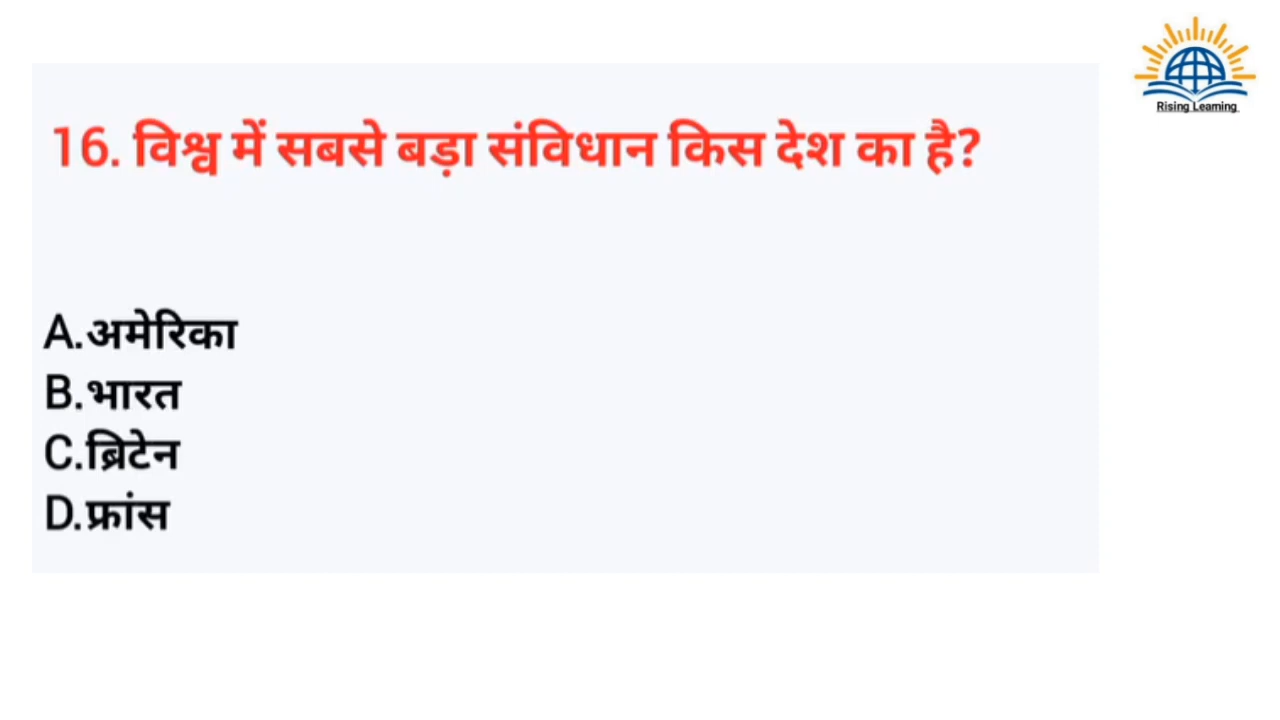 Rising Learning
16. विश्व में सबसे बड़ा संविधान किस देश का है?
A.अमेरिका
B.भारत
C.ब्रिटेन
D.फ्रांस